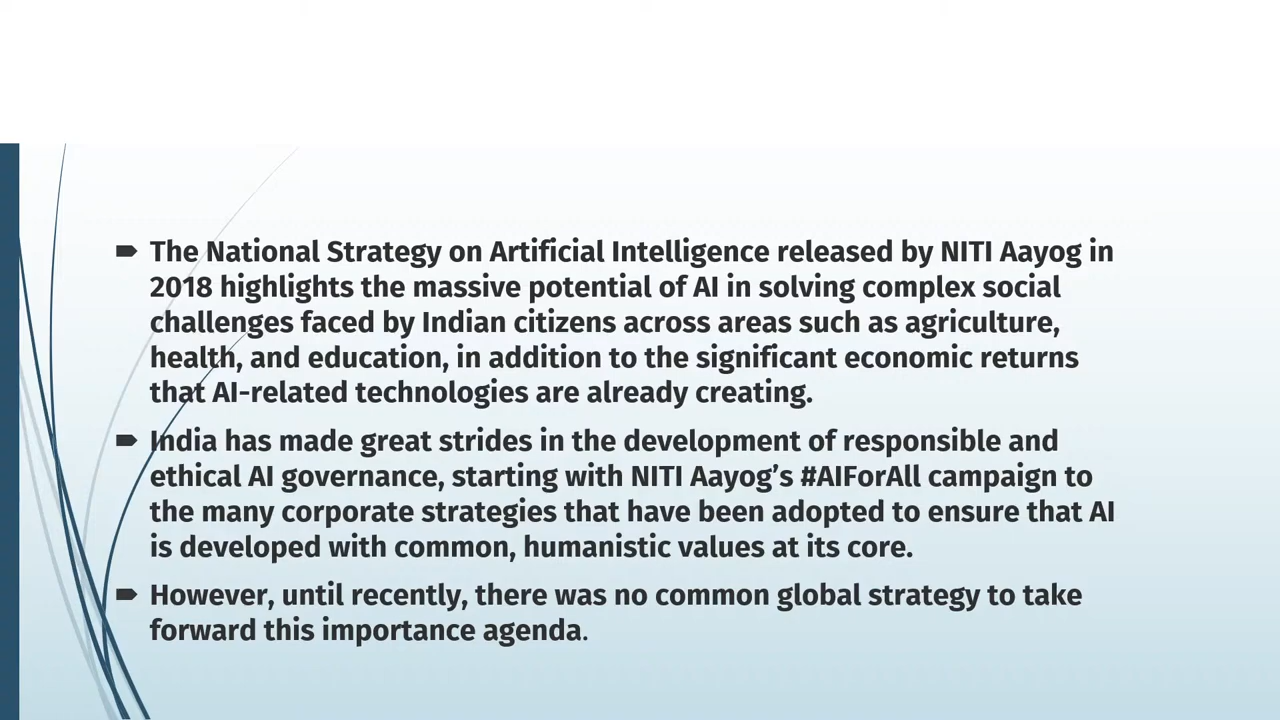 The National Strategy on Artificial Intelligence released by NITI Aayog in
2018 highlights the massive potential of AI in solving complex social
challenges faced by Indian citizens across areas such as agriculture,
health, and education, in addition to the significant economic returns
that AI-related technologies are already creating.
India has made great strides in the development of responsible and
ethical AI governance, starting with NITI Aayog’s #AIForAll campaign to
the many corporate strategies that have been adopted to ensure that AI
is developed with common, humanistic values at its core.
However, until recently, there was no common global strategy to take
forward this importance agenda.